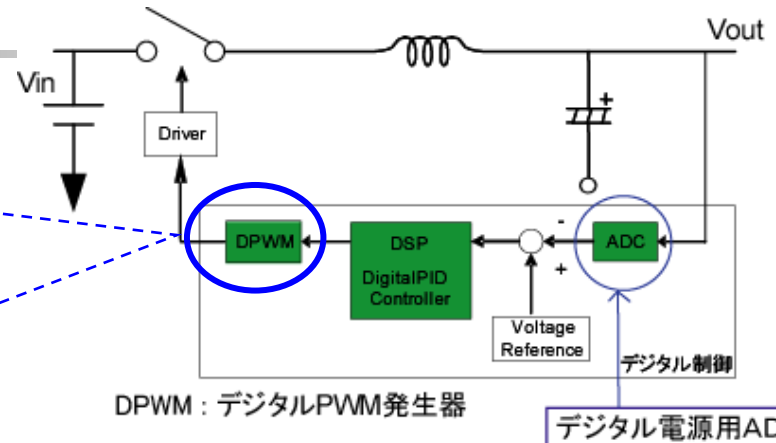 Vout
Vin
Driver
DPWM
DSP
DigitalPID
Controller
-
+
ADC
+
Voltage
Reference
デジタル制御
DPWM : デジタルPWM発生器
デジタル電源用AD